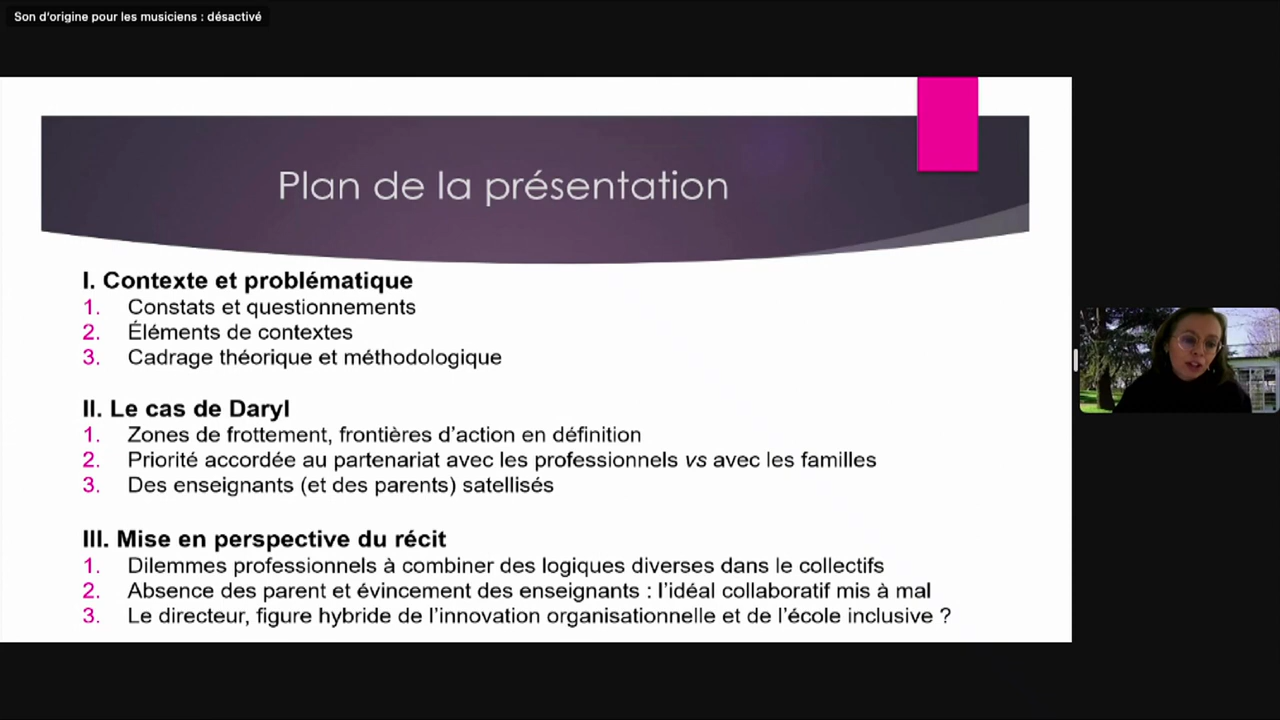 Son d'origine pour les musiciens : désactivé
Plan de la présentation
I. Contexte et problématique
1. Constats et questionnements
2. Éléments de contextes
3. Cadrage théorique et méthodologique
II. Le cas de Daryl
1. Zones de frottement, frontières d'action en définition
2. Priorité accordée au partenariat avec les professionnels vs avec les familles
3. Des enseignants (et des parents) satellisés
III. Mise en perspective du récit
1. Dilemmes professionnels à combiner des logiques diverses dans le collectifs
2. Absence des parent et évincement des enseignants : l'idéal collaboratif mis à mal
3. Le directeur, figure hybride de l'innovation organisationnelle et de l'école inclusive ?